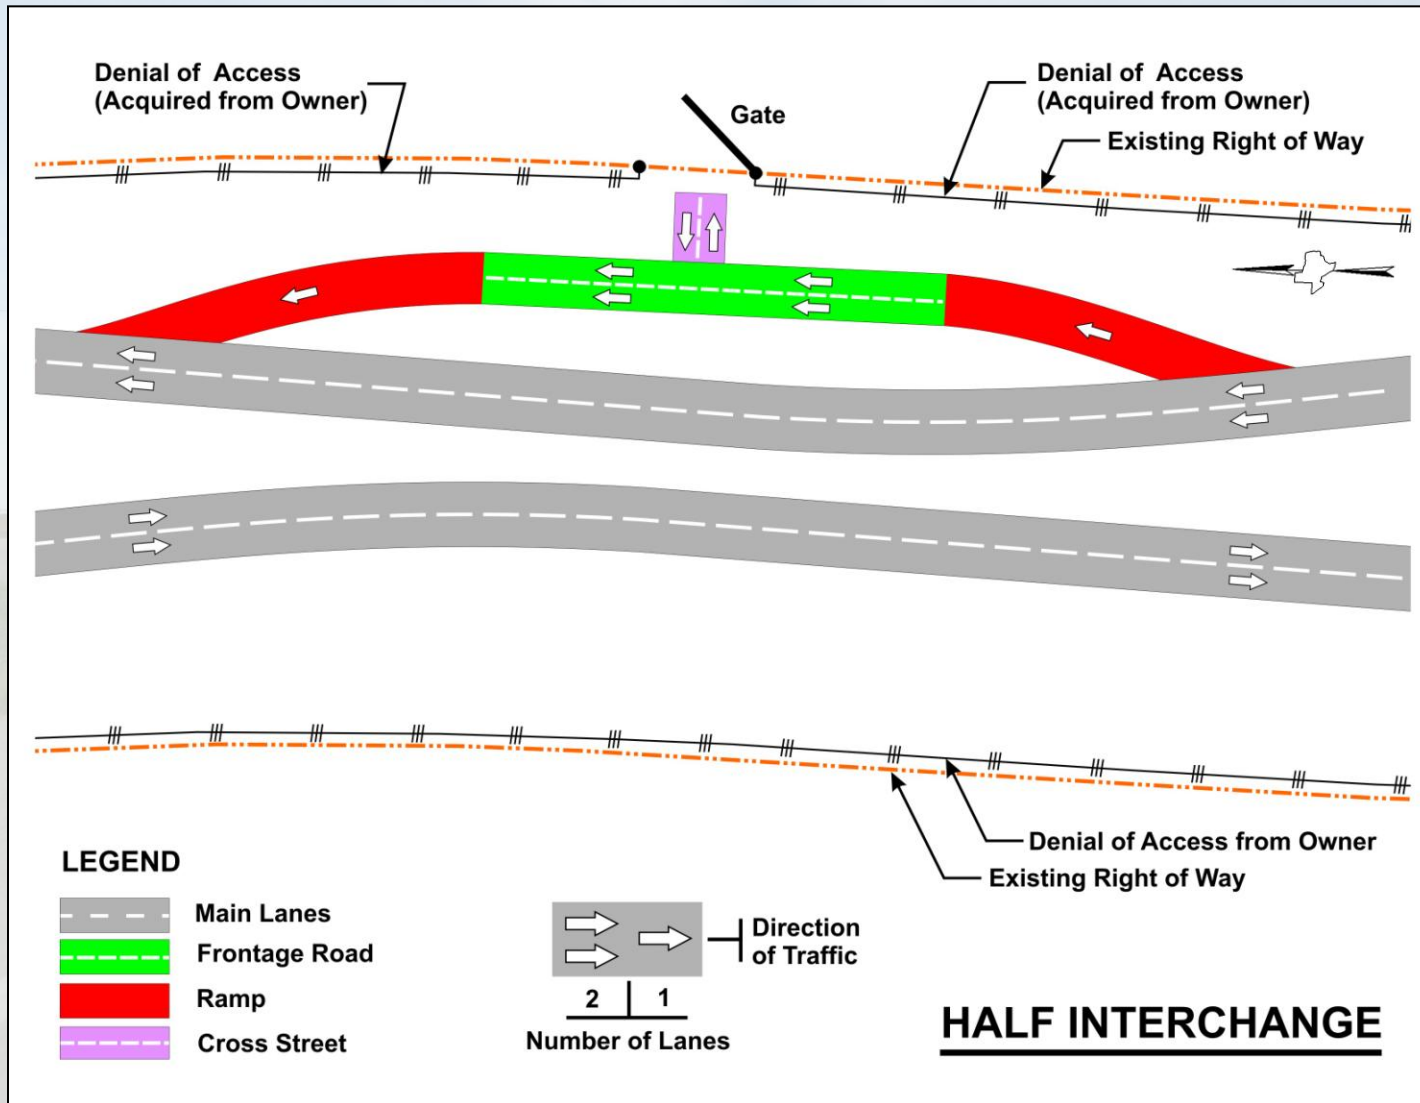 Denial of Access
(Acquired from Owner)
Gate
Denial of Access
(Acquired from Owner)
Existing Right of Way
Denial of Access from Owner
Existing Right of Way
LEGEND
Main Lanes
Frontage Road
Ramp
Cross Street
Direction
of Traffic
2 1
Number of Lanes
HALF INTERCHANGE